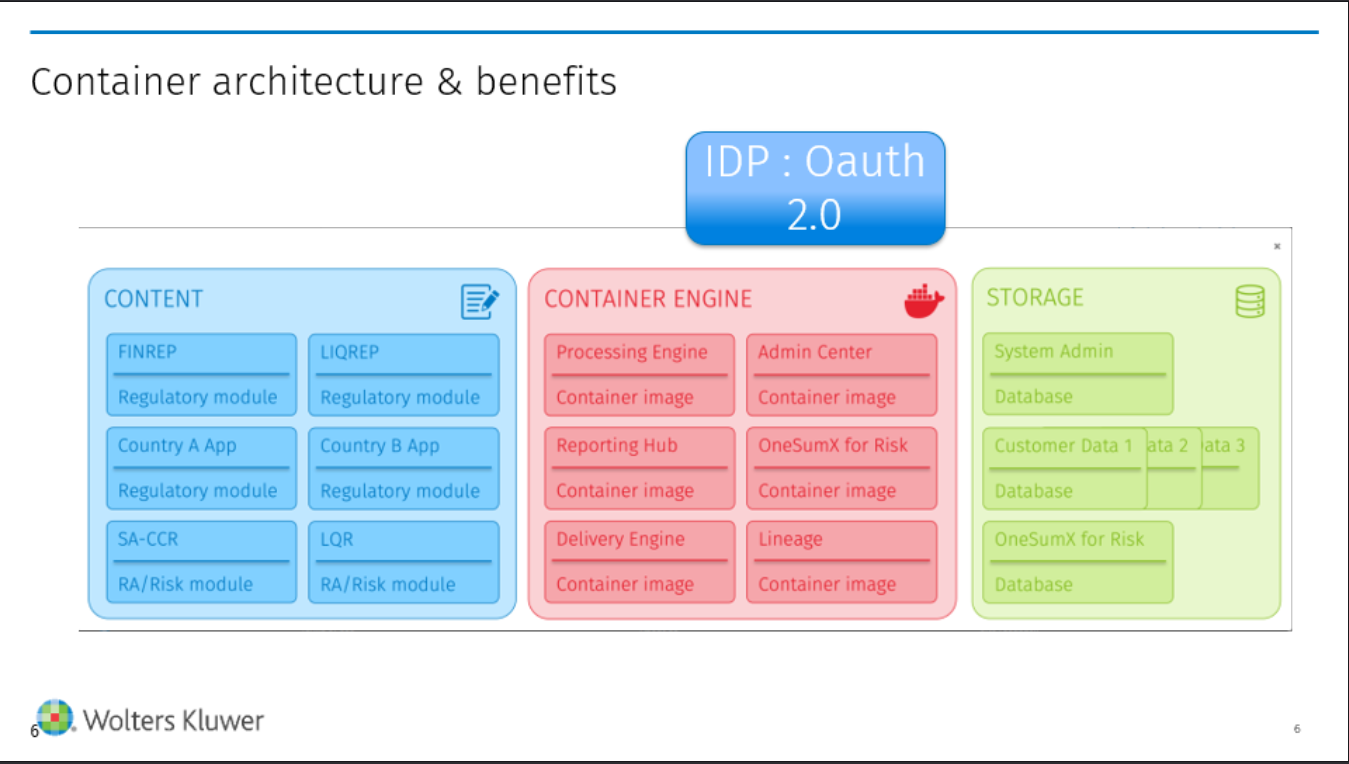 Container architecture & benefits
IDP : Oauth
2.0
CONTENT
FINREP
Regulatory module
LIQREP
Regulatory module
Country A App
Regulatory module
Country B App
Regulatory module
SA-CCR
RA/Risk module
LQR
RA/Risk module
CONTAINER ENGINE
Processing Engine
Container image
Admin Center
Container image
Reporting Hub
Container image
OneSumX for Risk
Container image
Delivery Engine
Container image
Lineage
Container image
STORAGE
System Admin
Database
Customer Data 1
Database
ata 2
ata 3
OneSumX for Risk
Database
6
Wolters Kluwer
6